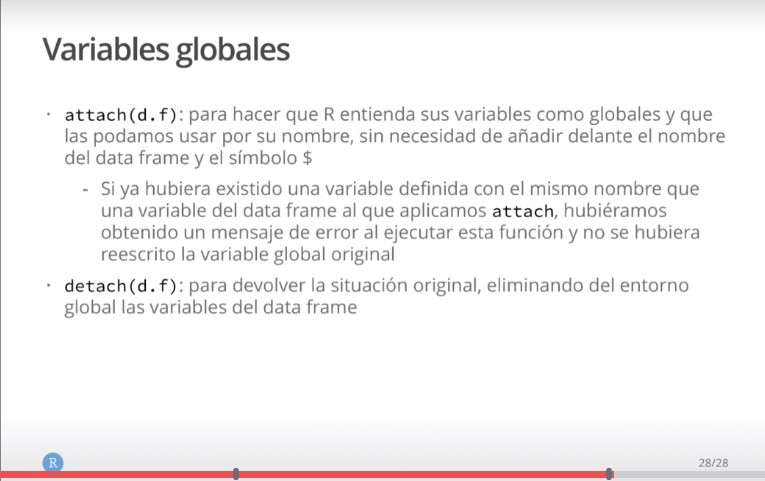 Variables globales
· attach(d.f): para hacer que R entienda sus variables como globales y que
las podamos usar por su nombre, sin necesidad de añadir delante el nombre
del data frame y el símbolo $
- Si ya hubiera existido una variable definida con el mismo nombre que
una variable del data frame al que aplicamos attach, hubiéramos
obtenido un mensaje de error al ejecutar esta función y no se hubiera
reescrito la variable global original
· detach(d.f): para devolver la situación original, eliminando del entorno
global las variables del data frame
R
28/28